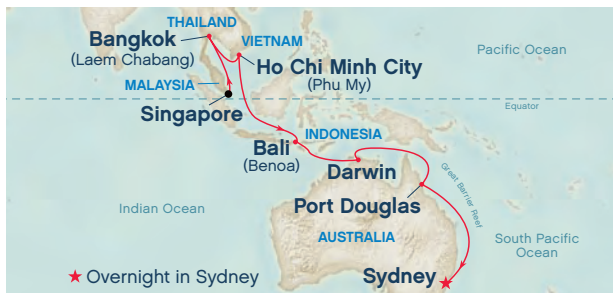 THAILAND
Bangkok
(Laem Chabang)
VIETNAM
Pacific Ocean
Ho Chi Minh City
(Phu My)
MALAYSIA
Singapore
Equator
INDONESIA
Bali
(Benoa)
Darwin
Great Barrier Reef
Port Douglas
Indian Ocean
AUSTRALIA
South Pacific
Ocean
Sydney
Overnight in Sydney